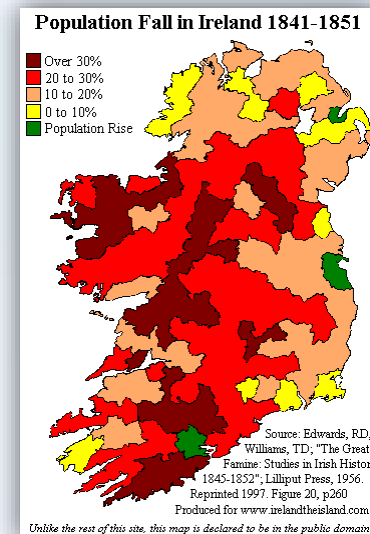 Population Fall in Ireland 1841-1851
Over 30%
20 to 30%
10 to 20%
0 to 10%
Population Rise
Source: Edwards, RD,
Williams, TD; "The Great
Famine: Studies in Irish Histor
1845-1852"; Lilliput Press, 1956.
Reprinted 1997. Figure 20, p260
Produced for www.irelandtheisland.com
Unlike the rest of this site, this map is declared to be in the public domain